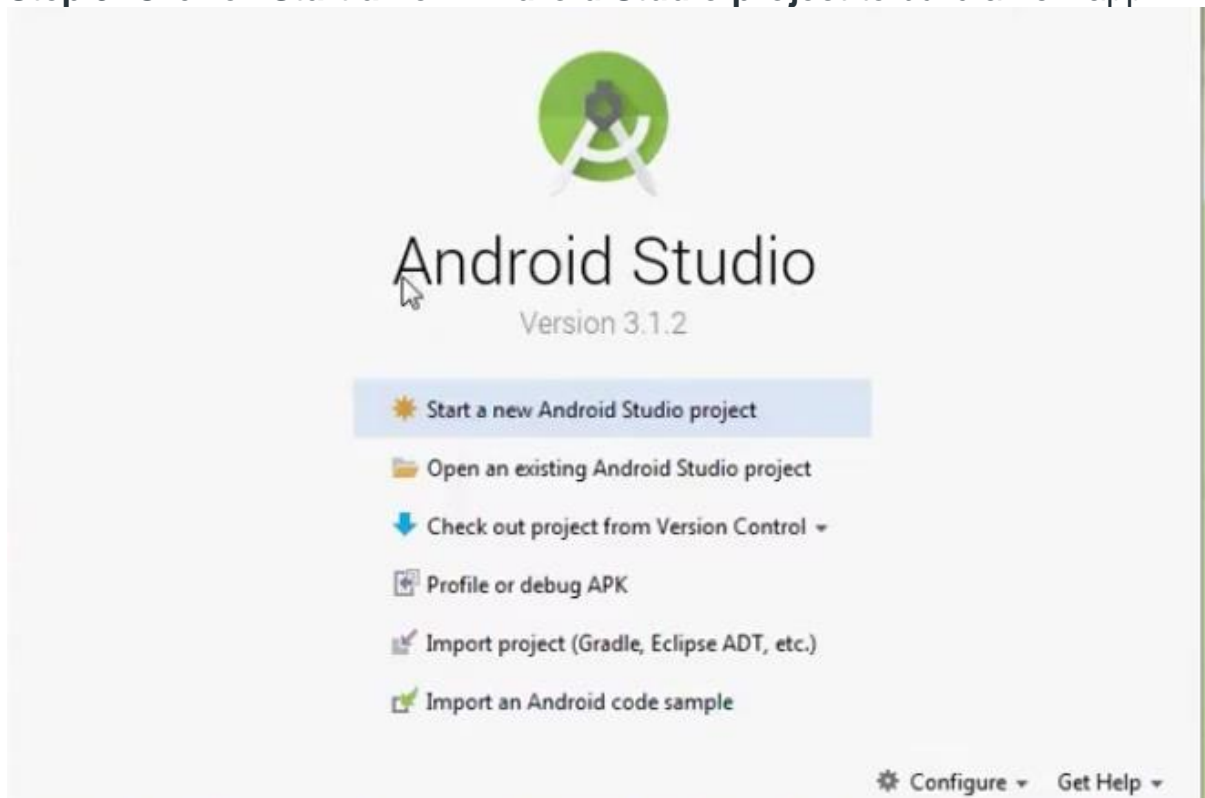 Android Studio
Version 3.1.2
Start a new Android Studio project
Open an existing Android Studio project
Check out project from Version Control
Profile or debug APK
Import project (Gradle, Eclipse ADT, etc.)
Import an Android code sample
Configure Get Help